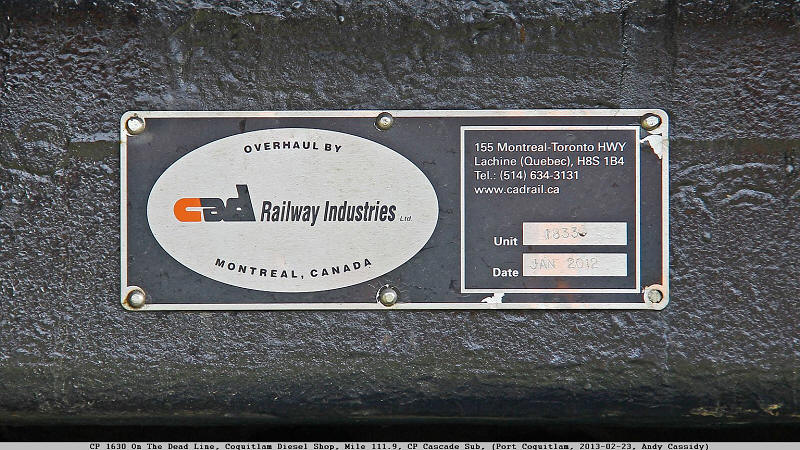 OVERHAUL BY
cad Railway Industries Ltd.
MONTREAL, CANADA
155 Montreal-Toronto HWY
Lachine (Quebec), H8S 1B4
Tel.: (514) 634-3131
www.cadrail.ca
Unit
Date JAN 2012
CP 1630 On The Dead Line, Coquitlam Diesel Shop, Mile 111.9, CP Cascade Sub, (Port Coquitlam, 2013-02-23, Andy Cassidy)